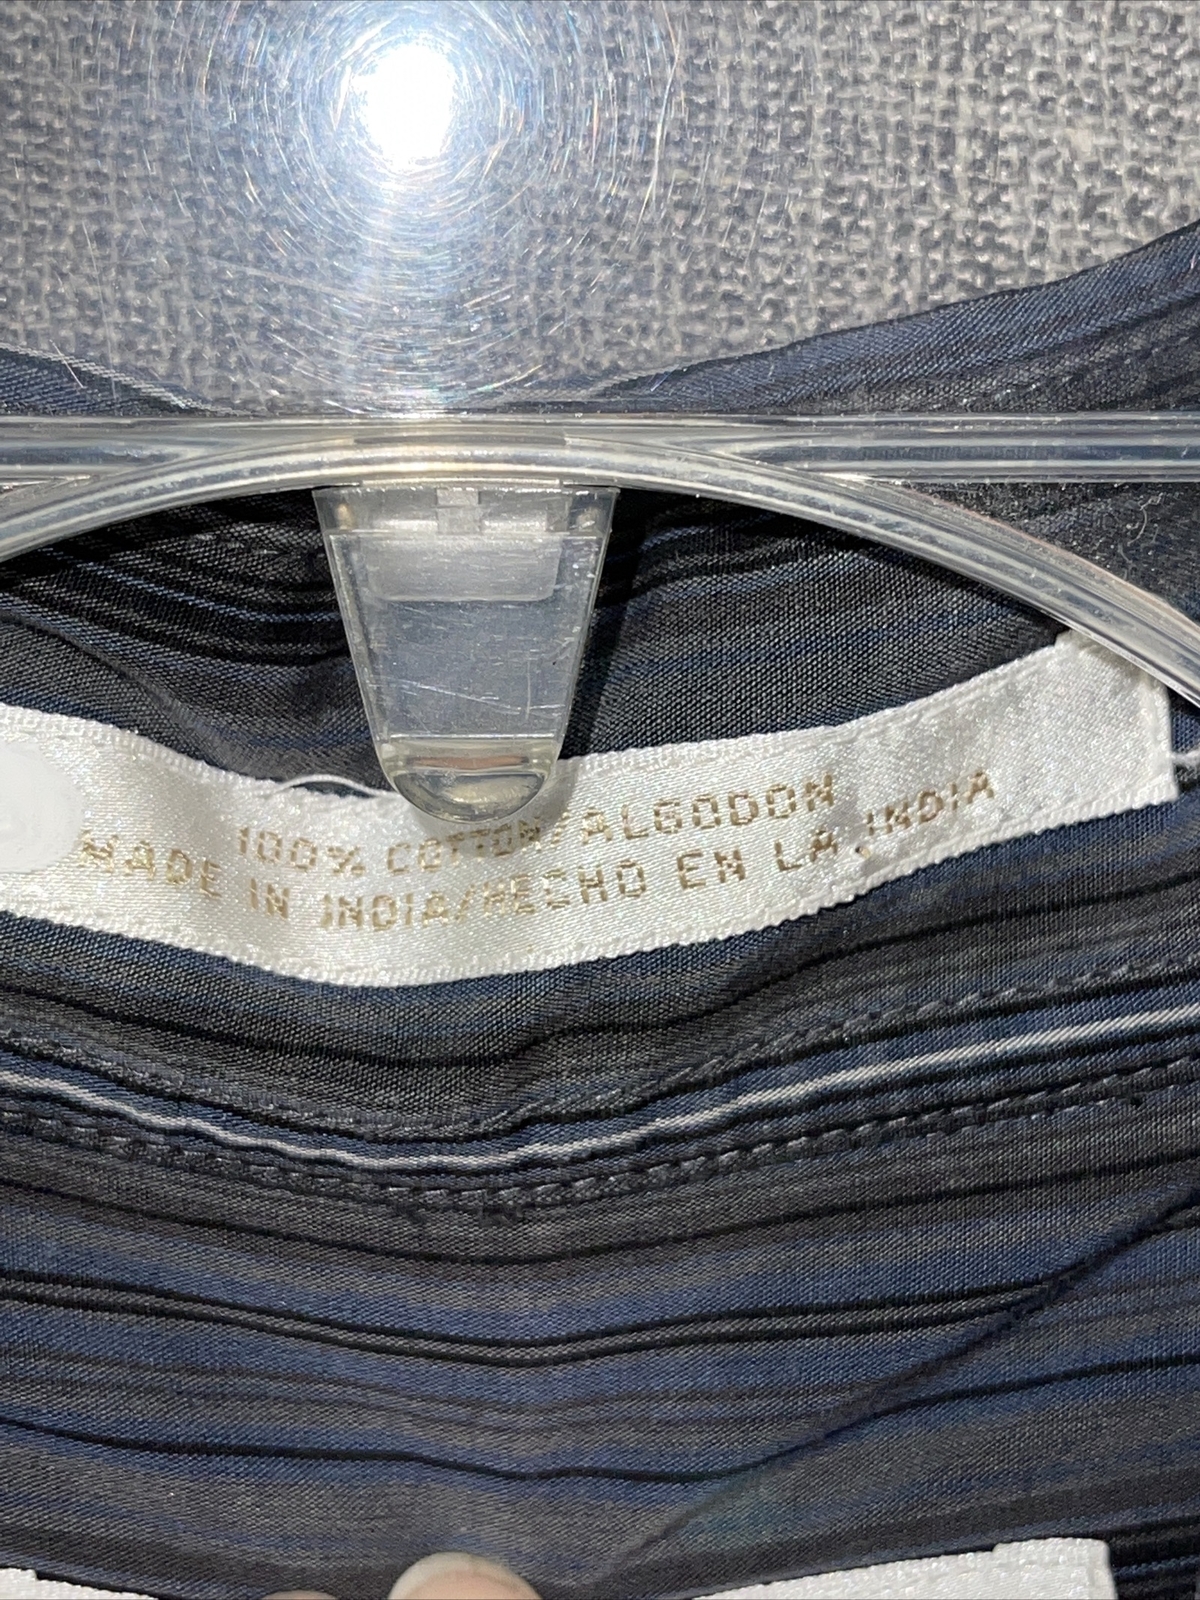 100% COTTON/ALGODON
MADE IN INDIA/HECHO EN LA INDIA